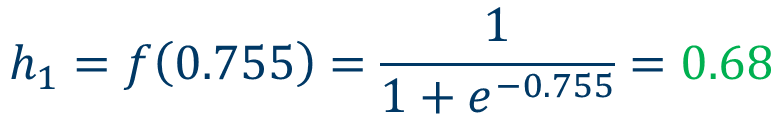 h₁ = f(0.755) = 1 / (1 + e^−0.755) = 0.68